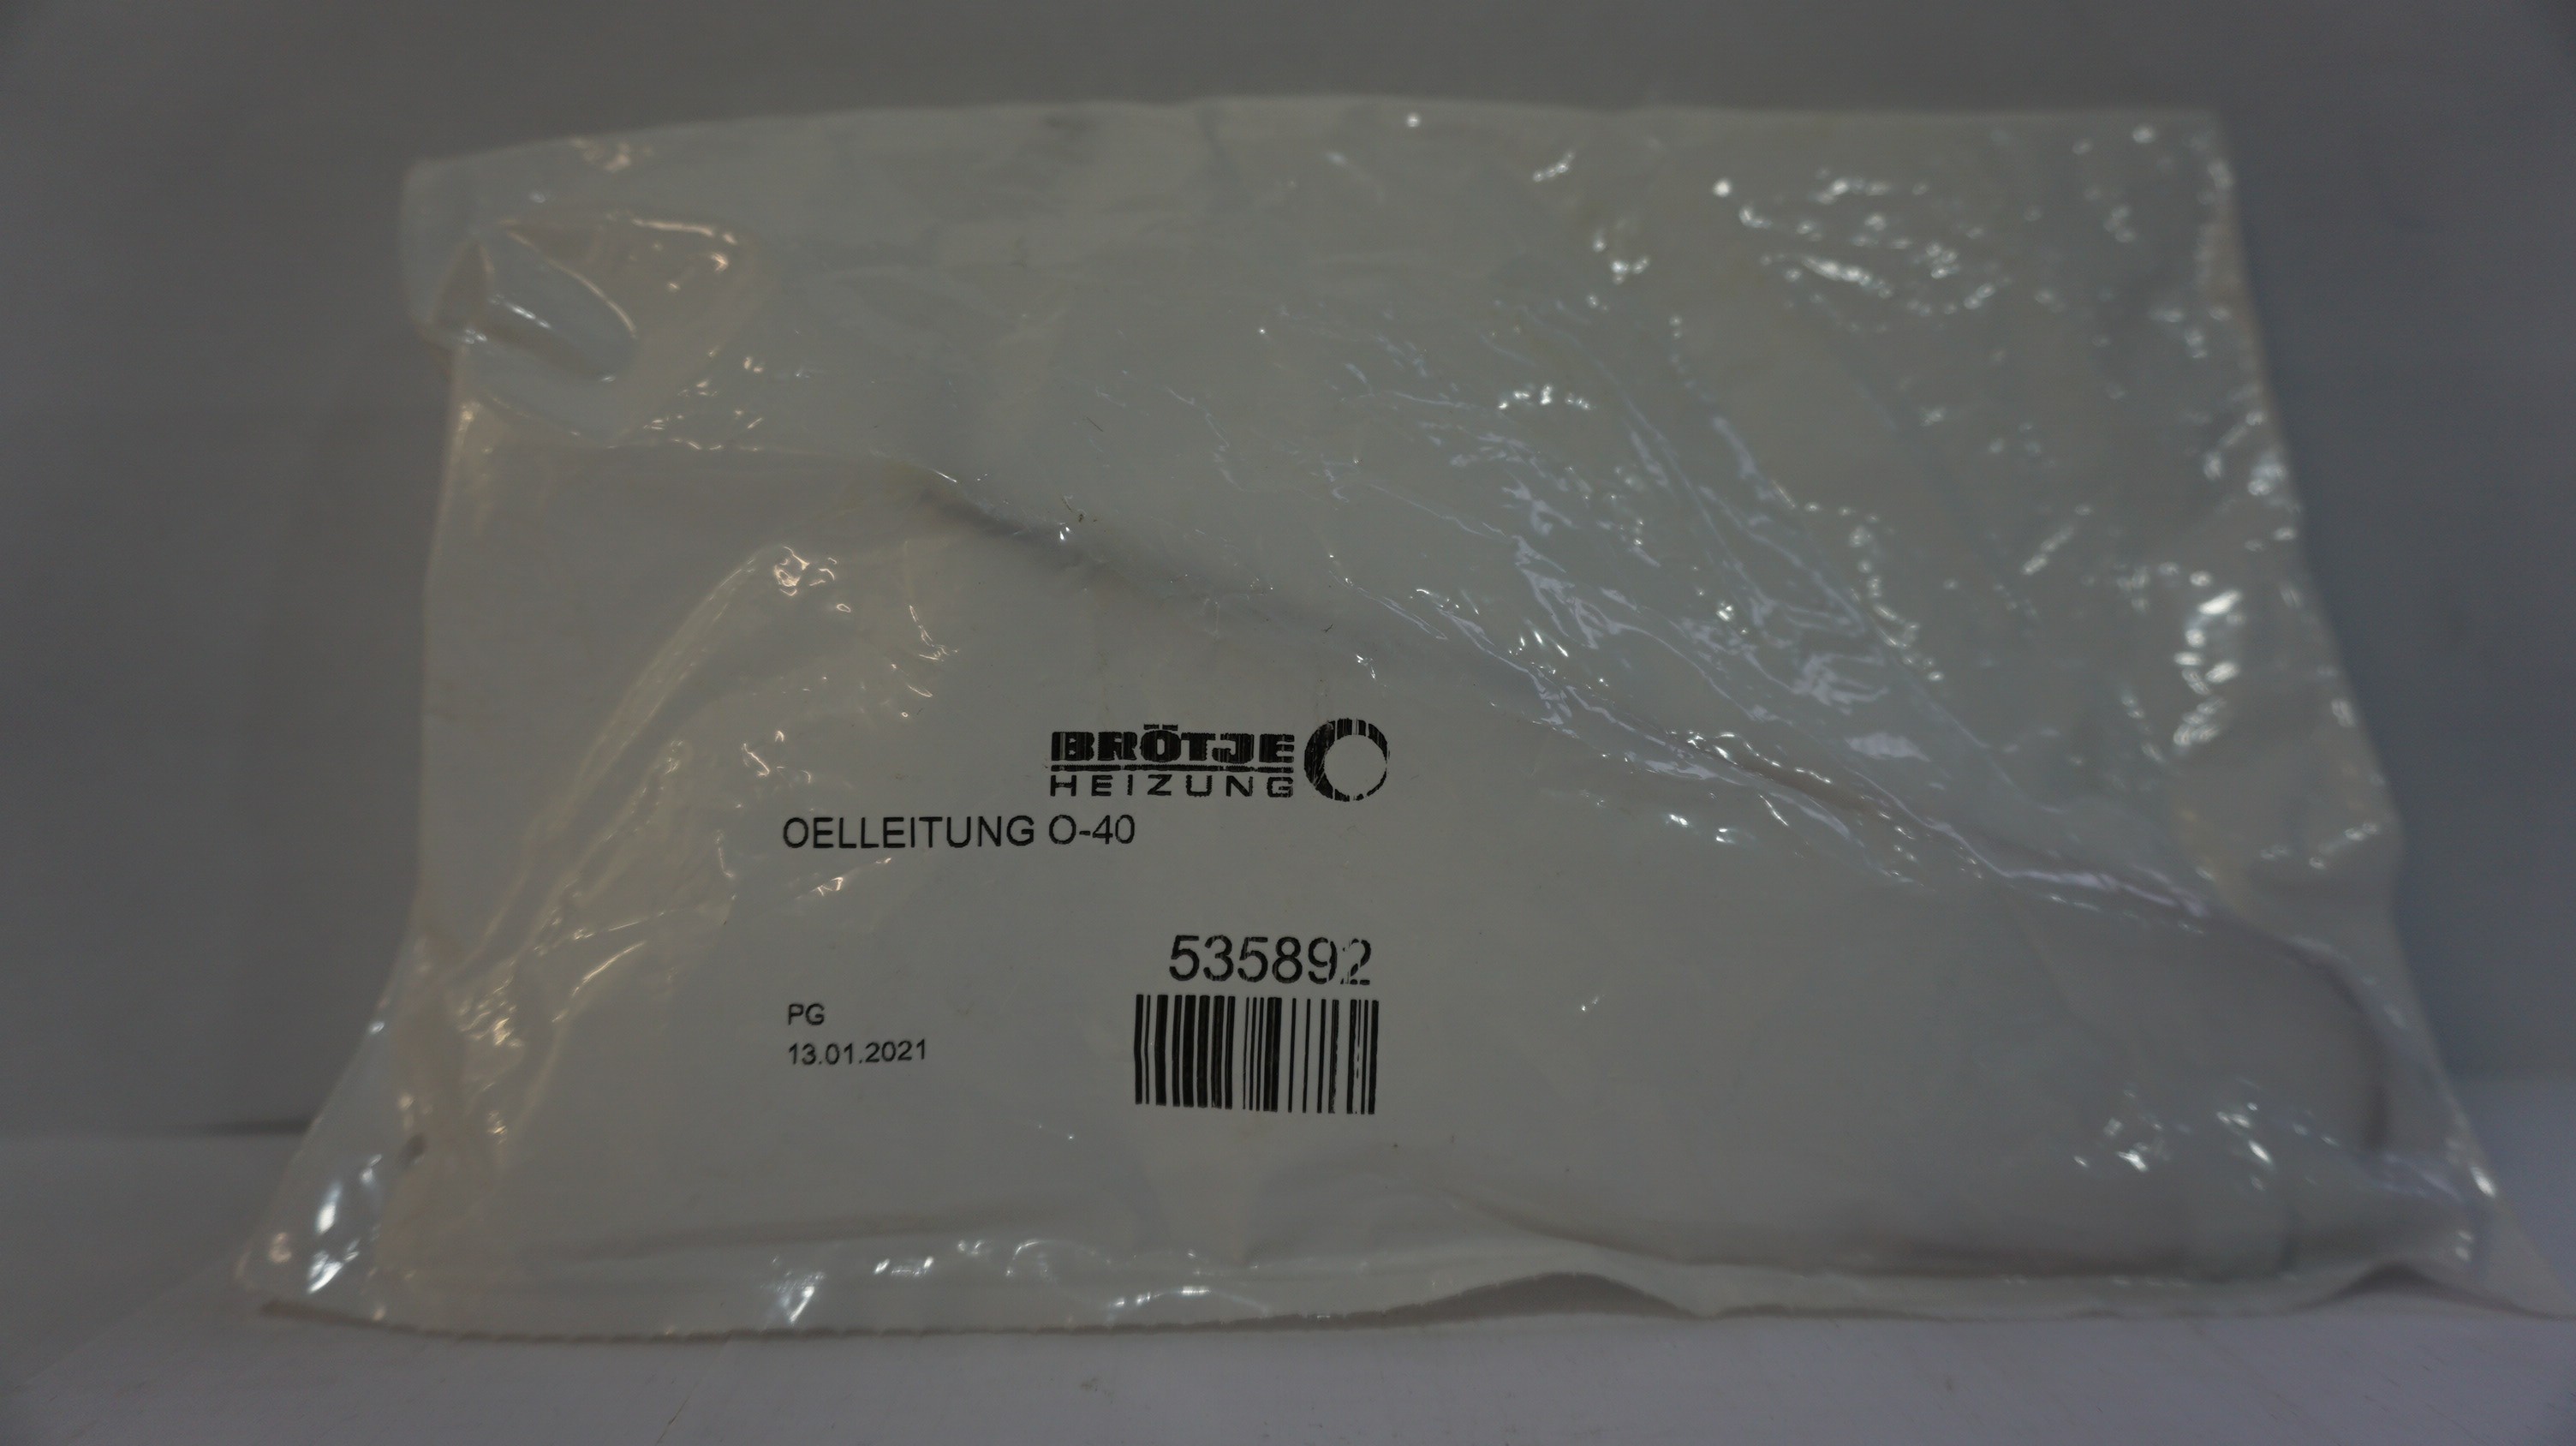 BRÖTJE
HEIZUNG
OELLEITUNG O-40
535892
PG
13.01.2021